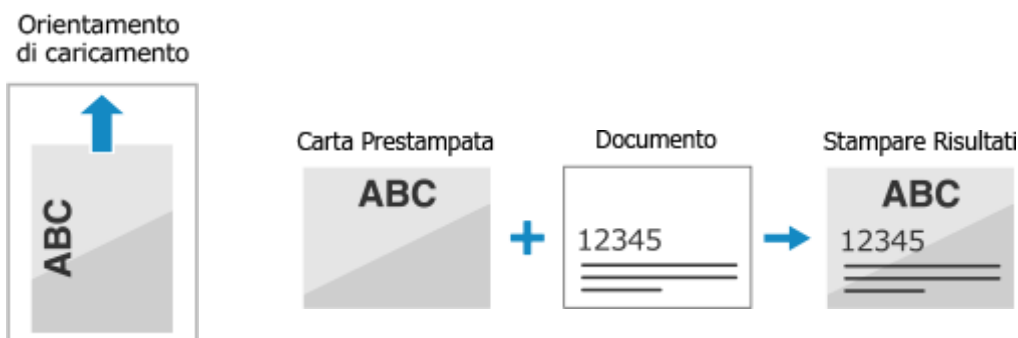 Orientamento
di caricamento
ABC
Carta Prestampata
ABC
Documento
12345
Stampare Risultati
ABC
12345